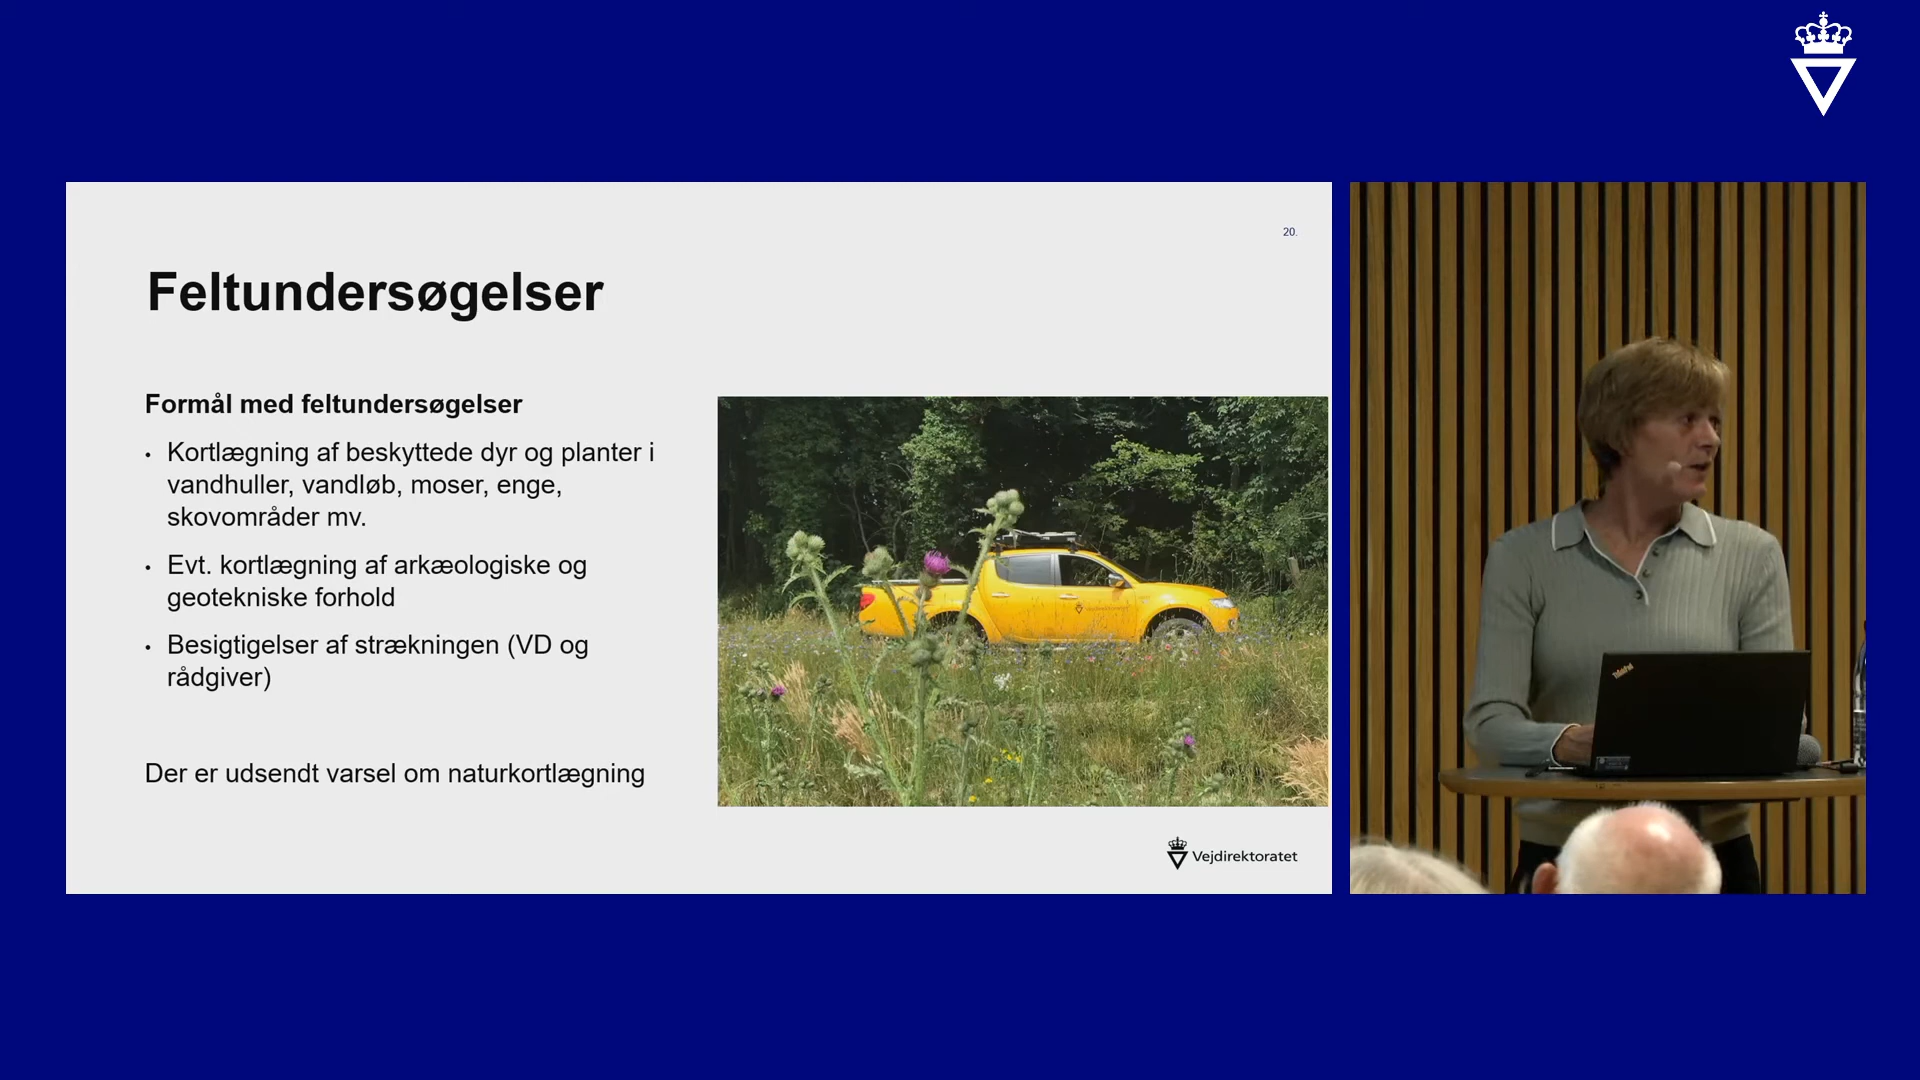 20.
Feltundersøgelser
Formål med feltundersøgelser
• Kortlægning af beskyttede dyr og planter i
vandhuller, vandløb, moser, enge,
skovområder mv.
• Evt. kortlægning af arkæologiske og
geotekniske forhold
• Besigtigelser af strækningen (VD og
rådgiver)
Der er udsendt varsel om naturkortlægning
Vejdirektoratet
ThinkPad